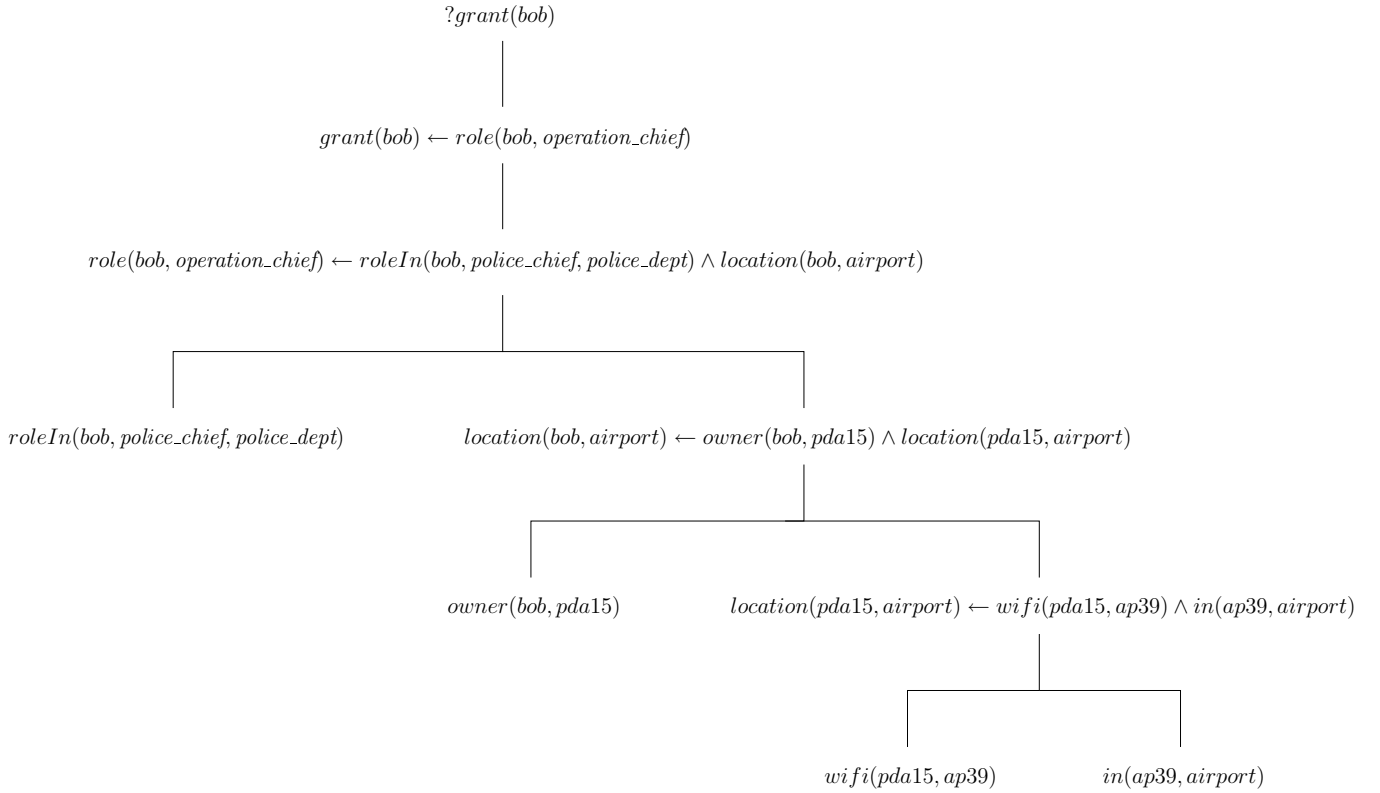 ?grant(bob)
grant(bob) ← role(bob, operation_chief)
role(bob, operation_chief) ← roleIn(bob, police_chief, police_dept) ∧ location(bob, airport)
roleIn(bob, police_chief, police_dept)
location(bob, airport) ← owner(bob, pda15) ∧ location(pda15, airport)
owner(bob, pda15)
location(pda15, airport) ← wifi(pda15, ap39) ∧ in(ap39, airport)
wifi(pda15, ap39)
in(ap39, airport)